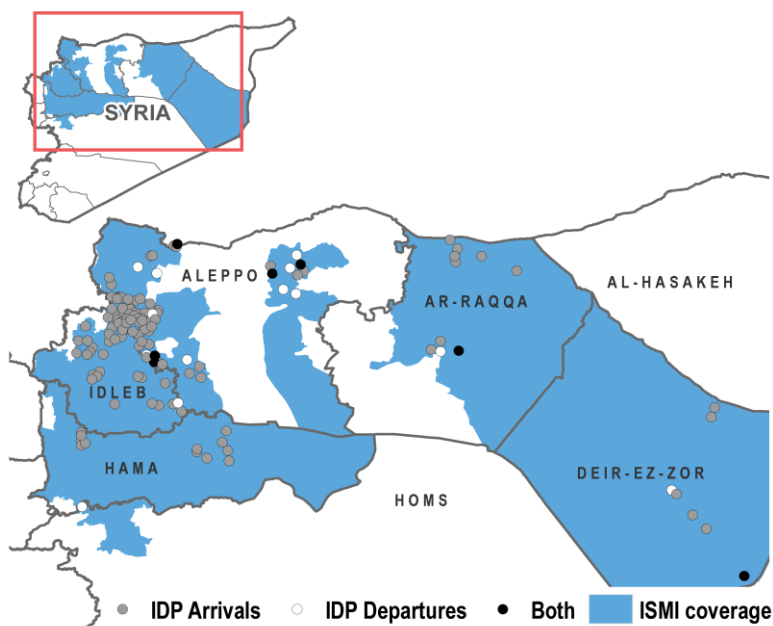 SYRIA
ALEPPO
AL-HASAKEH
AR-RAQQA
IDLEB
HAMA
DEIR-EZ-ZOR
HOMS
IDP Arrivals IDP Departures Both ISMI coverage